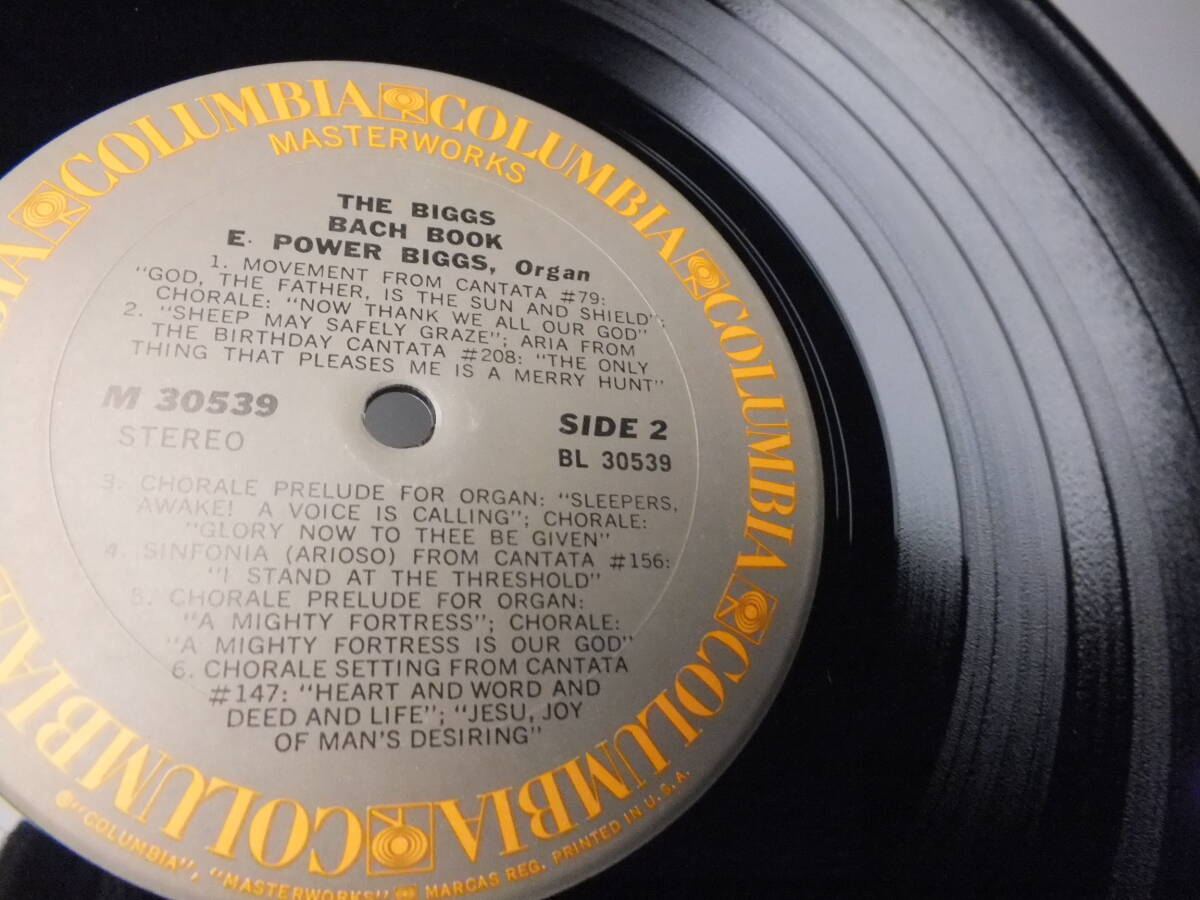 COLUMBIA COLUMBIA COLUMBIA COLUMBIA COLUMBIA COLUMBIA
MASTERWORKS
THE BIGGS
BACH BOOK
E. POWER BIGGS, Organ
1. MOVEMENT FROM CANTATA #79:
"GOD, THE FATHER, IS THE SUN AND SHIELD";
CHORALE: "NOW THANK WE ALL OUR GOD"
2. "SHEEP MAY SAFELY GRAZE"; ARIA FROM
THE BIRTHDAY CANTATA #208: "THE ONLY
THING THAT PLEASES ME IS A MERRY HUNT"
M 30539
STEREO
SIDE 2
BL 30539
3. CHORALE PRELUDE FOR ORGAN: "SLEEPERS,
AWAKE! A VOICE IS CALLING"; CHORALE:
"GLORY NOW TO THEE BE GIVEN"
4. SINFONIA (ARIOSO) FROM CANTATA #156:
"I STAND AT THE THRESHOLD"
5. CHORALE PRELUDE FOR ORGAN:
"A MIGHTY FORTRESS"; CHORALE:
"A MIGHTY FORTRESS IS OUR GOD"
6. CHORALE SETTING FROM CANTATA
#147: "HEART AND WORD AND
DEED AND LIFE"; "JESU, JOY
OF MAN'S DESIRING"
"COLUMBIA", "MASTERWORKS" MARCAS REG. PRINTED IN U.S.A.